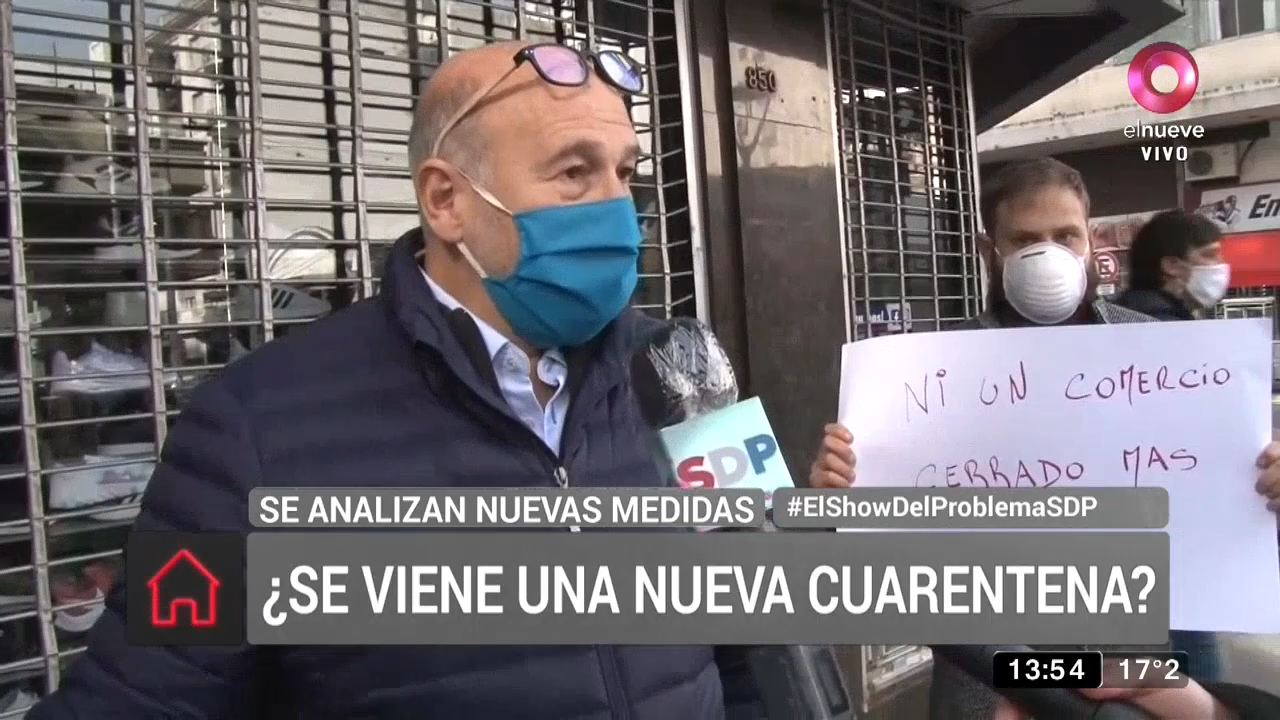 850
elnueve
VIVO
E
NI UN COMERCIO
CERRADO MAS
SDP
SE ANALIZAN NUEVAS MEDIDAS
#ElShowDelProblemaSDP
¿SE VIENE UNA NUEVA CUARENTENA?
13:54 17°2